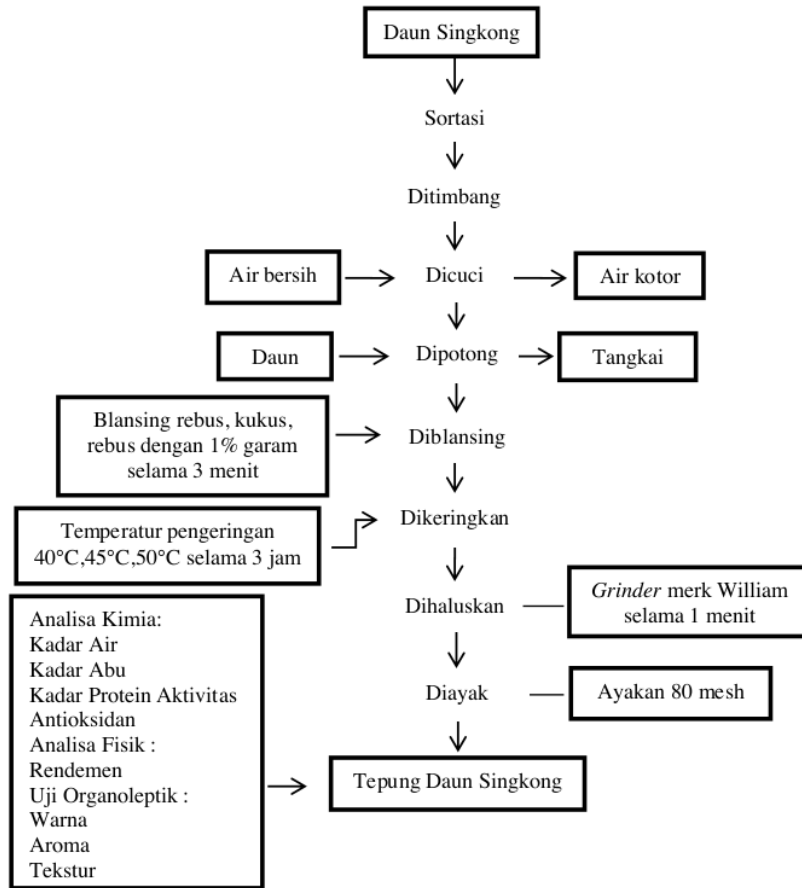 Daun Singkong
Sortasi
Ditimbang
Air bersih
Dicuci
Air kotor
Daun
Dipotong
Tangkai
Blansing rebus, kukus,
rebus dengan 1% garam
selama 3 menit
Diblansing
Temperatur pengeringan
40°C,45°C,50°C selama 3 jam
Dikeringkan
Dihaluskan
Grinder merk William
selama 1 menit
Diayak
Ayakan 80 mesh
Analisa Kimia:
Kadar Air
Kadar Abu
Kadar Protein Aktivitas
Antioksidan
Analisa Fisik :
Rendemen
Uji Organoleptik :
Warna
Aroma
Tekstur
Tepung Daun Singkong